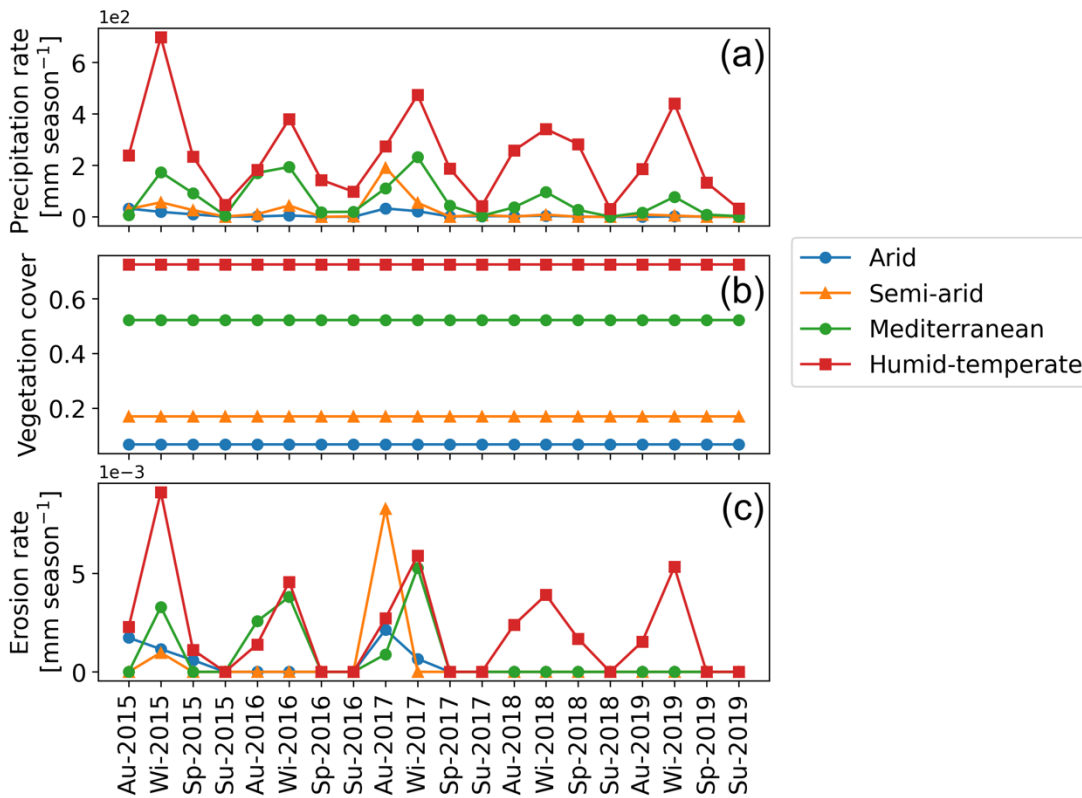 1e2
(a)
Precipitation rate
[mm season⁻¹]
6
4
2
0
(b)
Vegetation cover
0.6
0.4
0.2
Arid
Semi-arid
Mediterranean
Humid-temperate
1e−3
(c)
Erosion rate
[mm season⁻¹]
5
0
Au-2015
Wi-2015
Sp-2015
Su-2015
Au-2016
Wi-2016
Sp-2016
Su-2016
Au-2017
Wi-2017
Sp-2017
Su-2017
Au-2018
Wi-2018
Sp-2018
Su-2018
Au-2019
Wi-2019
Sp-2019
Su-2019